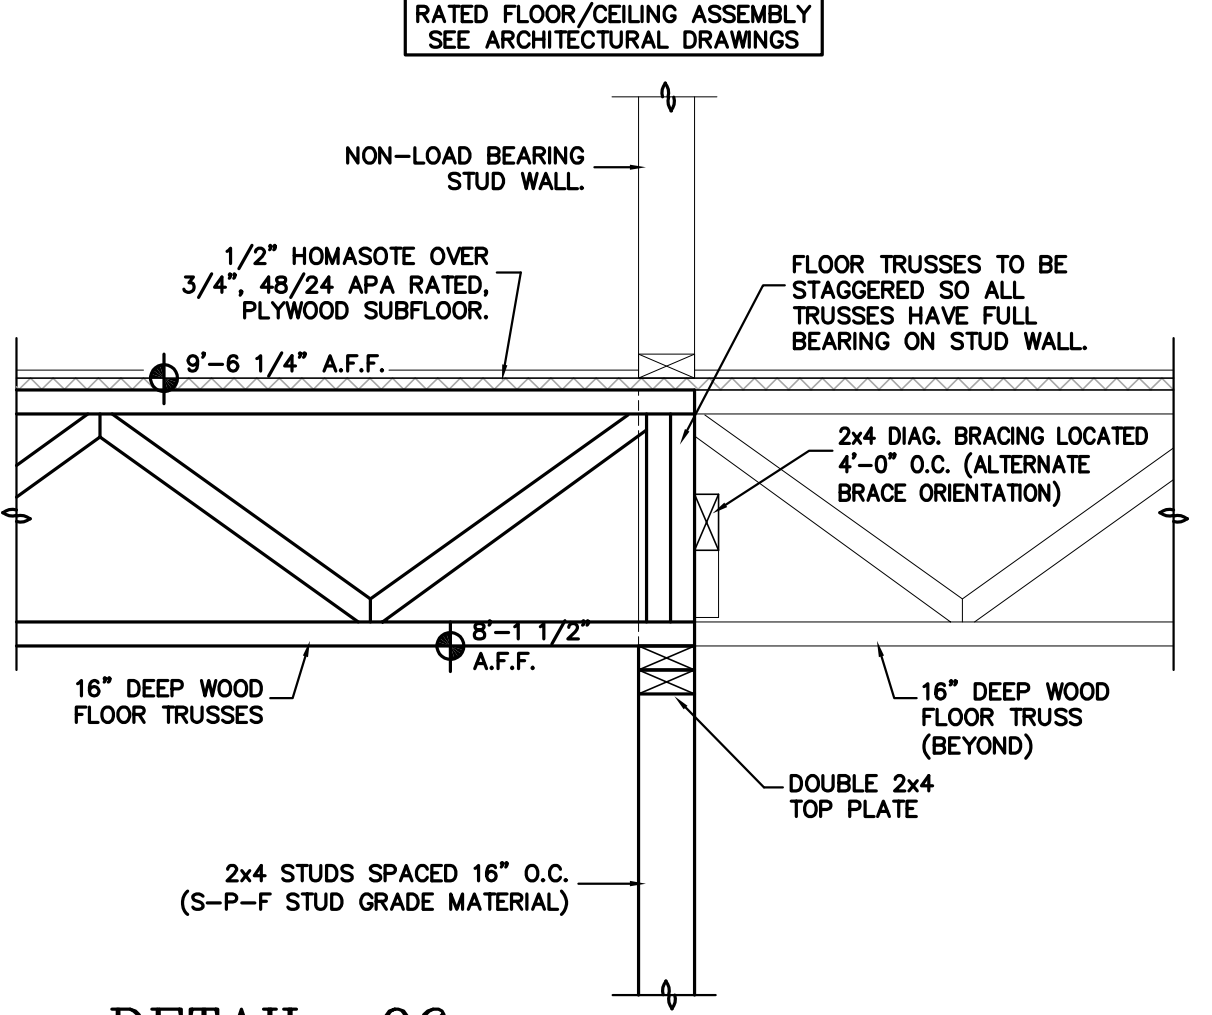 RATED FLOOR/CEILING ASSEMBLY
SEE ARCHITECTURAL DRAWINGS
NON-LOAD BEARING
STUD WALL.
1/2" HOMASOTE OVER
3/4", 48/24 APA RATED,
PLYWOOD SUBFLOOR.
FLOOR TRUSSES TO BE
STAGGERED SO ALL
TRUSSES HAVE FULL
BEARING ON STUD WALL.
9'-6 1/4" A.F.F.
2x4 DIAG. BRACING LOCATED
4'-0" O.C. (ALTERNATE
BRACE ORIENTATION)
8'-1 1/2"
A.F.F.
16" DEEP WOOD
FLOOR TRUSSES
16" DEEP WOOD
FLOOR TRUSS
(BEYOND)
DOUBLE 2x4
TOP PLATE
2x4 STUDS SPACED 16" O.C.
(S-P-F STUD GRADE MATERIAL)
DETAIL